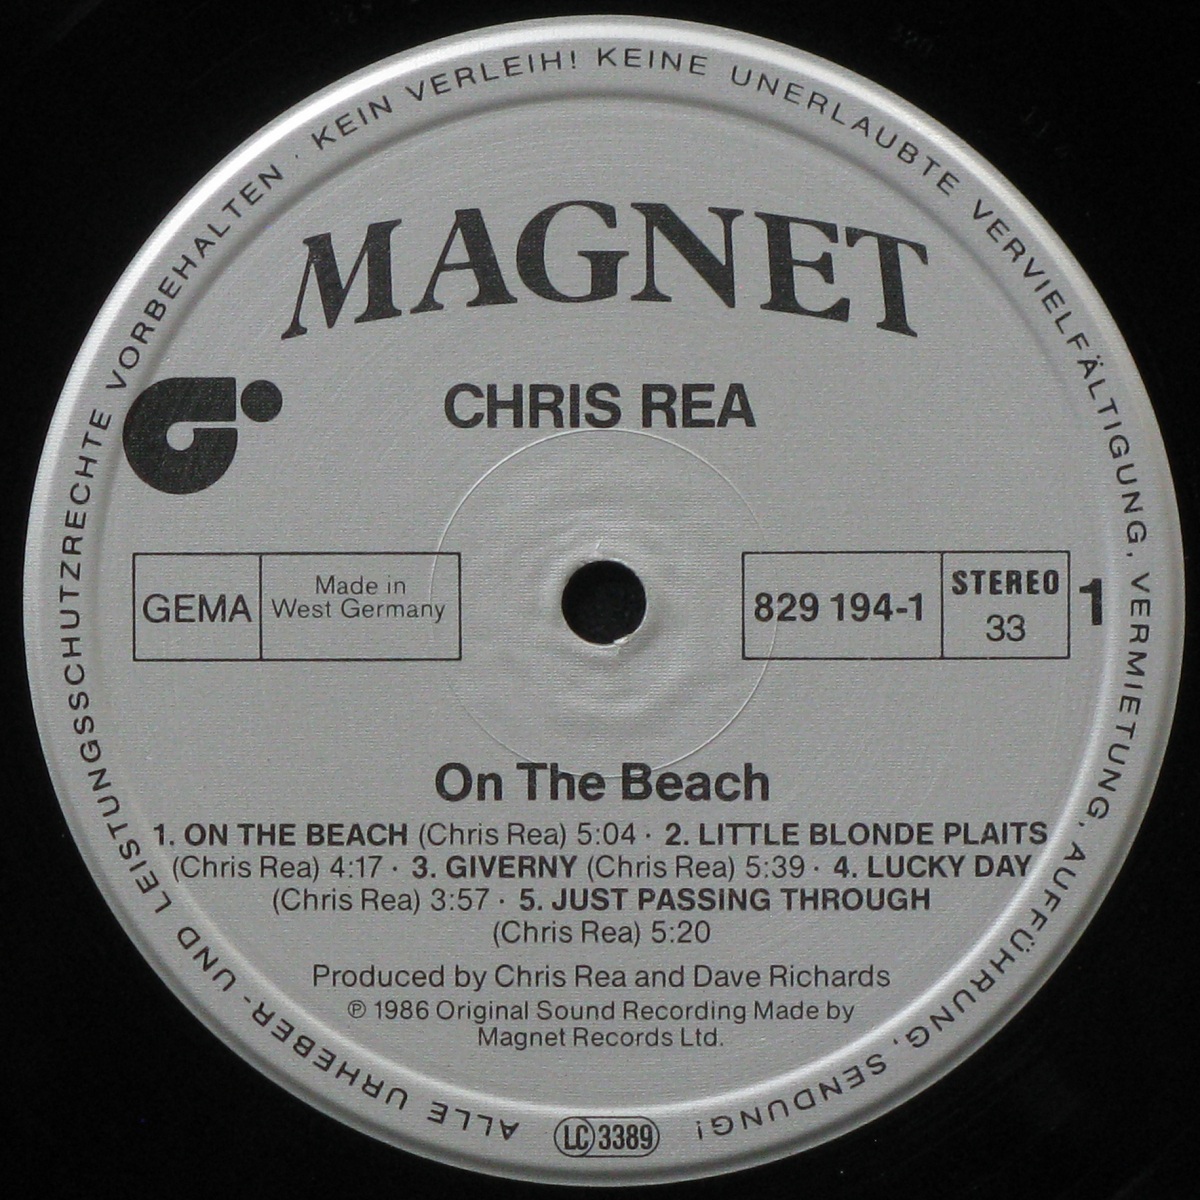 ALLE URHEBER- UND LEISTUNGSSCHUTZRECHTE VORBEHALTEN · KEIN VERLEIH! KEINE UNERLAUBTE VERVIELFÄLTIGUNG, VERMIETUNG, AUFFÜHRUNG, SENDUNG!
MAGNET
CHRIS REA
GEMA
Made in
West Germany
829 194-1
STEREO
33
1
On The Beach
1. ON THE BEACH (Chris Rea) 5:04 · 2. LITTLE BLONDE PLAITS
(Chris Rea) 4:17 · 3. GIVERNY (Chris Rea) 5:39 · 4. LUCKY DAY
(Chris Rea) 3:57 · 5. JUST PASSING THROUGH
(Chris Rea) 5:20
Produced by Chris Rea and Dave Richards
℗ 1986 Original Sound Recording Made by
Magnet Records Ltd.
LC 3389